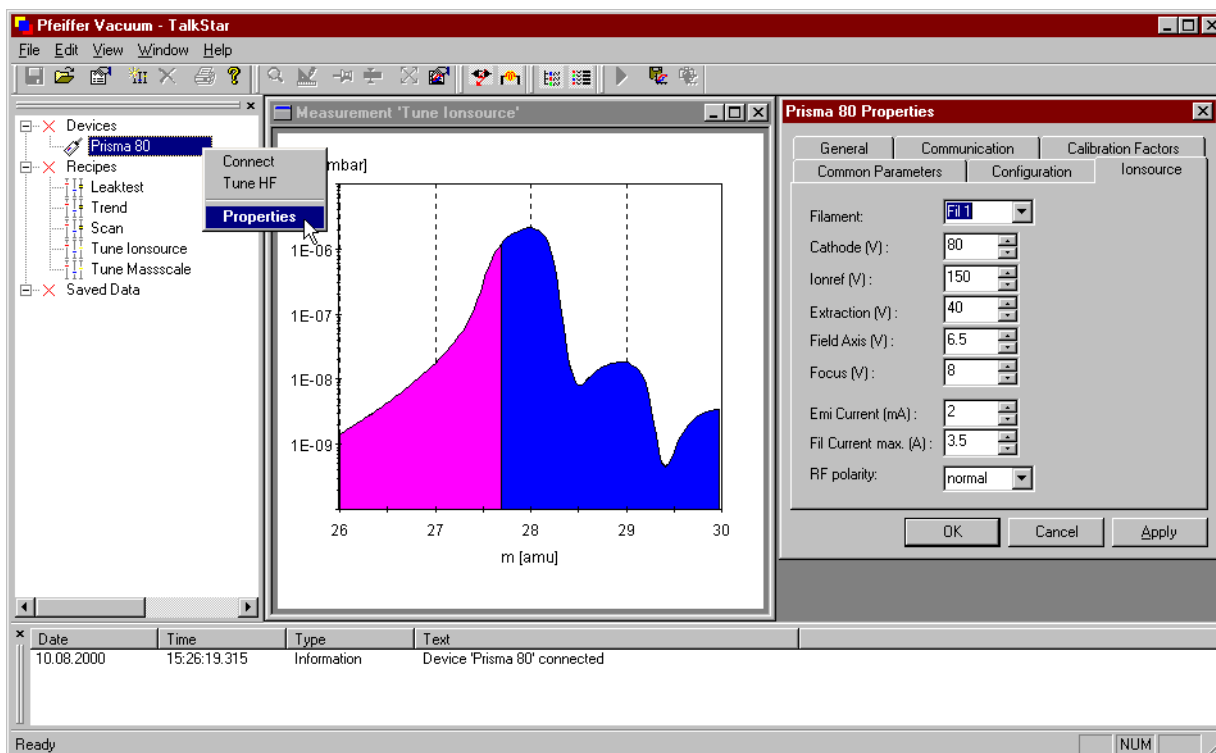 Pfeiffer Vacuum - TalkStar
File Edit View Window Help
Devices
Prisma 80
Recipes
Leaktest
Trend
Scan
Tune Ionsource
Tune Massscale
Saved Data
Connect
Tune HF
Properties
Measurement 'Tune Ionsource'
mbar]
1E-06
1E-07
1E-08
1E-09
26 27 28 29 30
m [amu]
Prisma 80 Properties
General Communication Calibration Factors
Common Parameters Configuration Ionsource
Filament: Fil 1
Cathode (V) : 80
Ionref (V) : 150
Extraction (V) : 40
Field Axis (V) : 6.5
Focus (V) : 8
Emi Current (mA) : 2
Fil Current max. (A) : 3.5
RF polarity: normal
OK Cancel Apply
Date Time Type Text
10.08.2000 15:26:19.315 Information Device 'Prisma 80' connected
Ready NUM